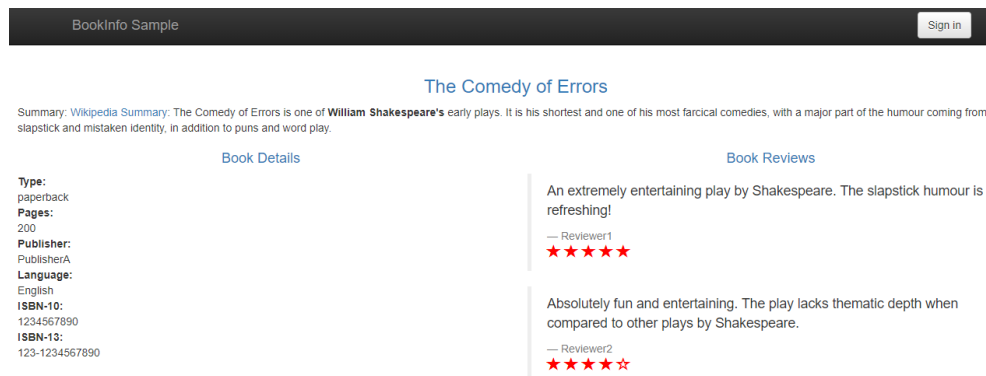 BookInfo Sample
Sign in
The Comedy of Errors
Summary: Wikipedia Summary: The Comedy of Errors is one of William Shakespeare's early plays. It is his shortest and one of his most farcical comedies, with a major part of the humour coming from
slapstick and mistaken identity, in addition to puns and word play.
Book Details
Type:
paperback
Pages:
200
Publisher:
PublisherA
Language:
English
ISBN-10:
1234567890
ISBN-13:
123-1234567890
Book Reviews
An extremely entertaining play by Shakespeare. The slapstick humour is
refreshing!
— Reviewer1
Absolutely fun and entertaining. The play lacks thematic depth when
compared to other plays by Shakespeare.
— Reviewer2